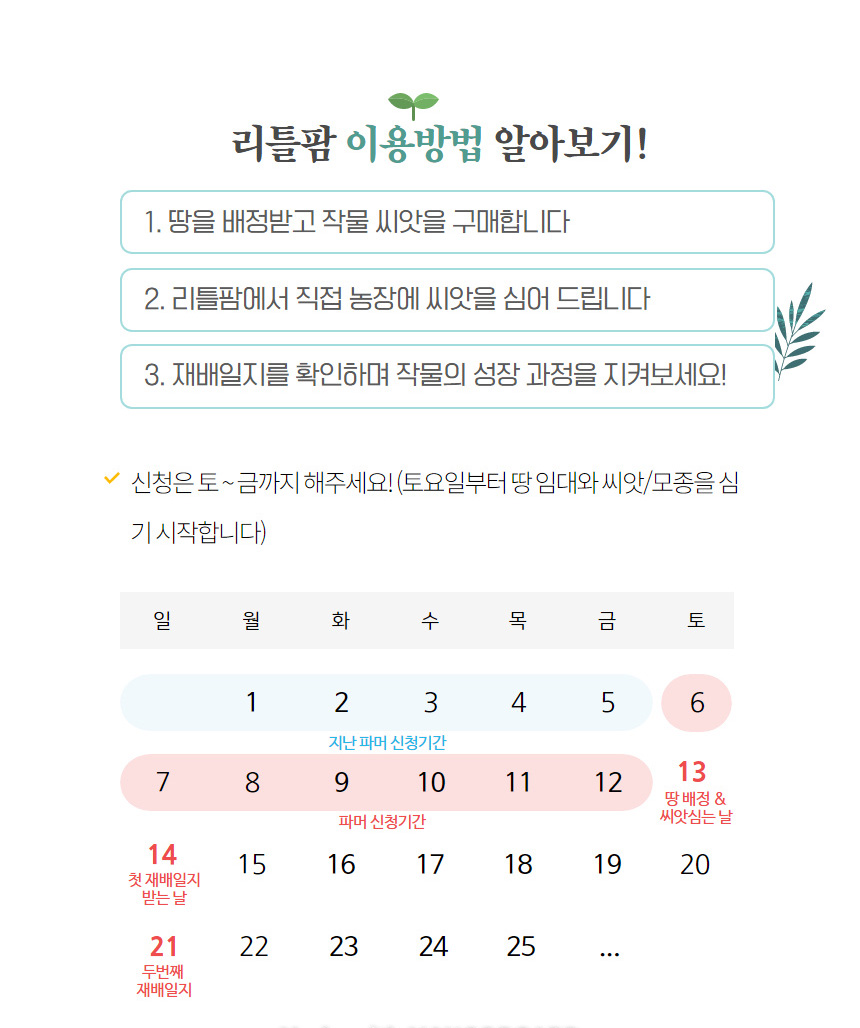 리틀팜 이용방법 알아보기!
1. 땅을 배정받고 작물 씨앗을 구매합니다
2. 리틀팜에서 직접 농장에 씨앗을 심어 드립니다
3. 재배일지를 확인하며 작물의 성장 과정을 지켜보세요!
신청은 토 ~ 금까지 해주세요! (토요일부터 땅 임대와 씨앗/모종을 심
기 시작합니다)
일 월 화 수 목 금 토
1 2 3 4 5 6
지난 파머 신청기간
7 8 9 10 11 12 13
땅 배정 &
씨앗심는 날
파머 신청기간
14 15 16 17 18 19 20
첫 재배일지
받는 날
21 22 23 24 25 ...
두번째
재배일지